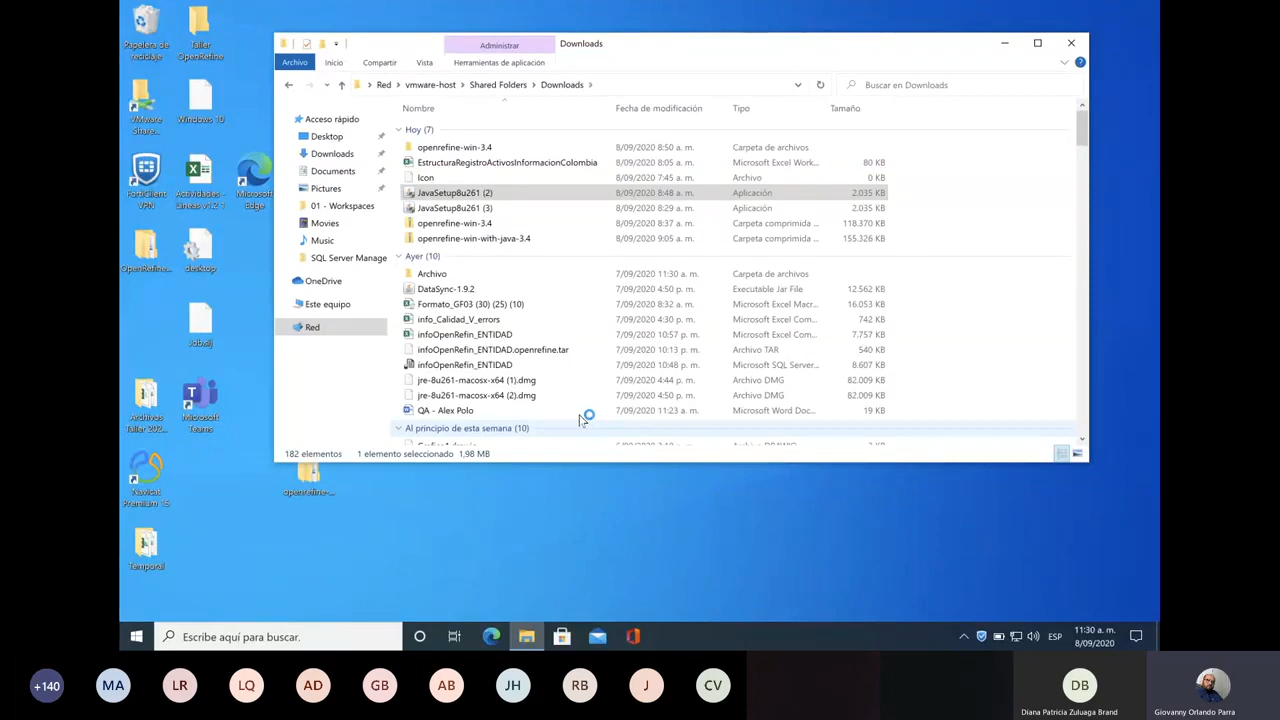 Papelera de reciclaje
Taller OpenRefine
VMware Share...
Windows 10
FortiClient VPN
Actividades - Lineas v1.2 1
Microsoft Edge
OpenRefine...
desktop
Job.sjj
Archivos Taller 202...
Microsoft Teams
Navicat Premium 15
openrefine-...
Temporal
Administrar
Downloads
Archivo
Inicio
Compartir
Vista
Herramientas de aplicación
Red > vmware-host > Shared Folders > Downloads >
Buscar en Downloads
Nombre Fecha de modificación Tipo Tamaño
Acceso rápido
Desktop
Downloads
Documents
Pictures
01 - Workspaces
Movies
Music
SQL Server Manage
OneDrive
Este equipo
Red
Hoy (7)
openrefine-win-3.4 8/09/2020 8:50 a. m. Carpeta de archivos
EstructuraRegistroActivosInformacionColombia 8/09/2020 8:05 a. m. Microsoft Excel Work... 80 KB
Icon 8/09/2020 7:45 a. m. Archivo 0 KB
JavaSetup8u261 (2) 8/09/2020 8:48 a. m. Aplicación 2.035 KB
JavaSetup8u261 (3) 8/09/2020 8:29 a. m. Aplicación 2.035 KB
openrefine-win-3.4 8/09/2020 8:37 a. m. Carpeta comprimida ... 118.370 KB
openrefine-win-with-java-3.4 8/09/2020 9:05 a. m. Carpeta comprimida ... 155.326 KB
Ayer (10)
Archivo 7/09/2020 11:30 a. m. Carpeta de archivos
DataSync-1.9.2 7/09/2020 4:50 p. m. Executable Jar File 12.562 KB
Formato_GF03 (30) (25) (10) 7/09/2020 8:32 a. m. Microsoft Excel Macr... 16.053 KB
info_Calidad_V_errors 7/09/2020 4:30 p. m. Microsoft Excel Com... 742 KB
infoOpenRefin_ENTIDAD 7/09/2020 10:57 p. m. Microsoft Excel Com... 7.757 KB
infoOpenRefin_ENTIDAD.openrefine.tar 7/09/2020 10:13 p. m. Archivo TAR 540 KB
infoOpenRefin_ENTIDAD 7/09/2020 10:48 p. m. Microsoft SQL Server... 8.607 KB
jre-8u261-macosx-x64 (1).dmg 7/09/2020 4:44 p. m. Archivo DMG 82.009 KB
jre-8u261-macosx-x64 (2).dmg 7/09/2020 4:50 p. m. Archivo DMG 82.009 KB
QA - Alex Polo 7/09/2020 11:23 a. m. Microsoft Word Doc... 19 KB
Al principio de esta semana (10)
182 elementos 1 elemento seleccionado 1,98 MB
Escribe aquí para buscar.
ESP
11:30 a. m.
8/09/2020
+140 MA LR LQ AD GB AB JH RB J CV DB
Diana Patricia Zuluaga Brand
Giovanny Orlando Parra